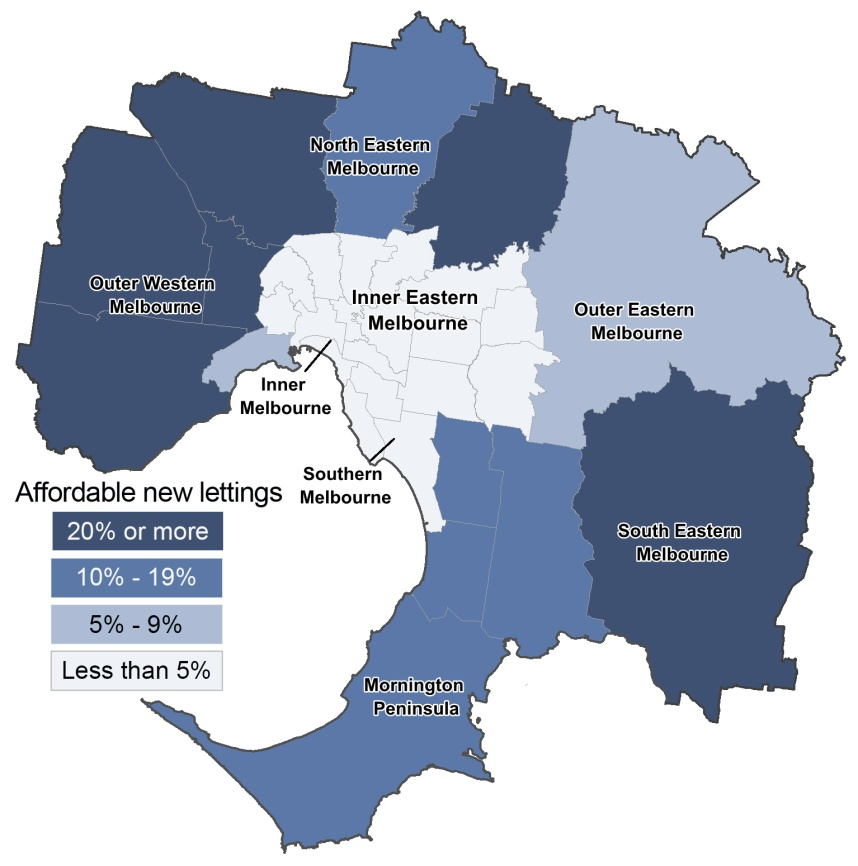 North Eastern
Melbourne
Outer Western
Melbourne
Inner Eastern
Melbourne
Outer Eastern
Melbourne
Inner
Melbourne
Southern
Melbourne
Affordable new lettings
20% or more
10% - 19%
5% - 9%
Less than 5%
South Eastern
Melbourne
Mornington
Peninsula